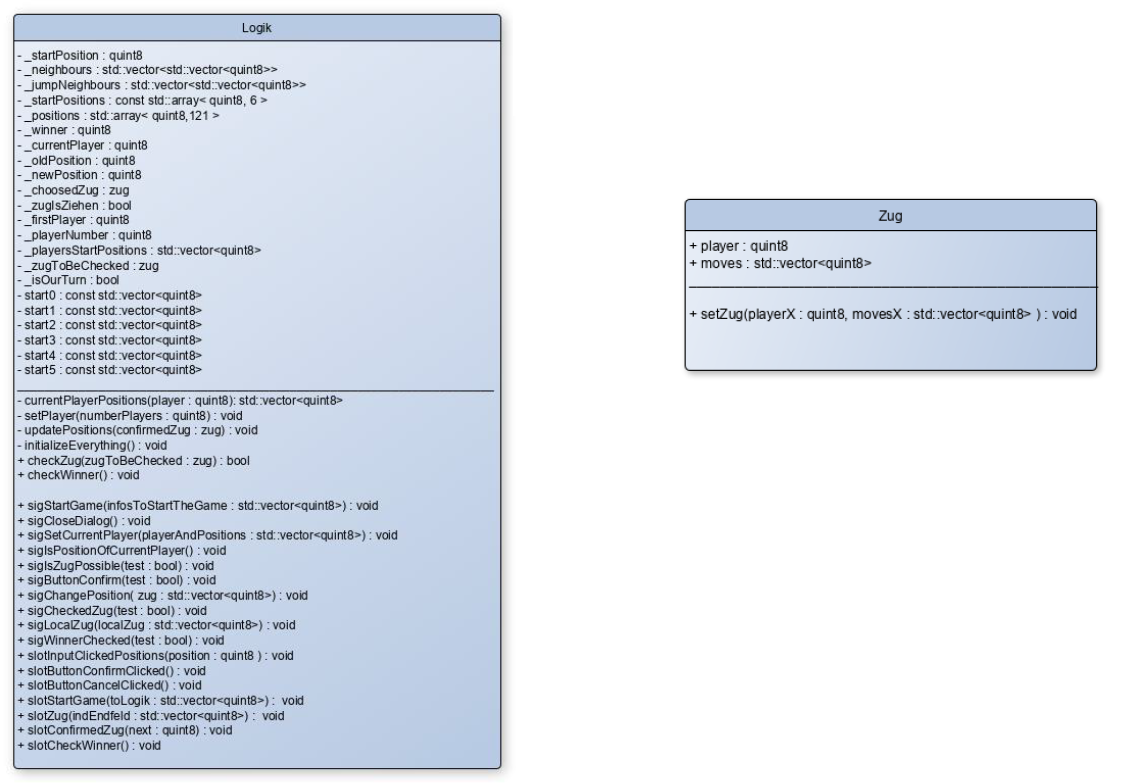 Logik
- _startPosition : quint8
- _neighbours : std::vector<std::vector<quint8>>
- _jumpNeighbours : std::vector<std::vector<quint8>>
- _startPositions : const std::array< quint8, 6 >
- _positions : std::array< quint8,121 >
- _winner : quint8
- _currentPlayer : quint8
- _oldPosition : quint8
- _newPosition : quint8
- _choosedZug : zug
- _zugIsZiehen : bool
- _firstPlayer : quint8
- _playerNumber : quint8
- _playersStartPositions : std::vector<quint8>
- _zugToBeChecked : zug
- _isOurTurn : bool
- start0 : const std::vector<quint8>
- start1 : const std::vector<quint8>
- start2 : const std::vector<quint8>
- start3 : const std::vector<quint8>
- start4 : const std::vector<quint8>
- start5 : const std::vector<quint8>
- currentPlayerPositions(player : quint8): std::vector<quint8>
- setPlayer(numberPlayers : quint8) : void
- updatePositions(confirmedZug : zug) : void
- initializeEverything() : void
+ checkZug(zugToBeChecked : zug) : bool
+ checkWinner() : void
+ sigStartGame(infosToStartTheGame : std::vector<quint8>) : void
+ sigCloseDialog() : void
+ sigSetCurrentPlayer(playerAndPositions : std::vector<quint8>) : void
+ sigIsPositionOfCurrentPlayer() : void
+ sigIsZugPossible(test : bool) : void
+ sigButtonConfirm(test : bool) : void
+ sigChangePosition( zug : std::vector<quint8>) : void
+ sigCheckedZug(test : bool) : void
+ sigLocalZug(localZug : std::vector<quint8>) : void
+ sigWinnerChecked(test : bool) : void
+ slotInputClickedPositions(position : quint8 ) : void
+ slotButtonConfirmClicked() : void
+ slotButtonCancelClicked() : void
+ slotStartGame(toLogik : std::vector<quint8>) : void
+ slotZug(indEndfeld : std::vector<quint8>) : void
+ slotConfirmedZug(next : quint8) : void
+ slotCheckWinner() : void
Zug
+ player : quint8
+ moves : std::vector<quint8>
+ setZug(playerX : quint8, movesX : std::vector<quint8> ) : void